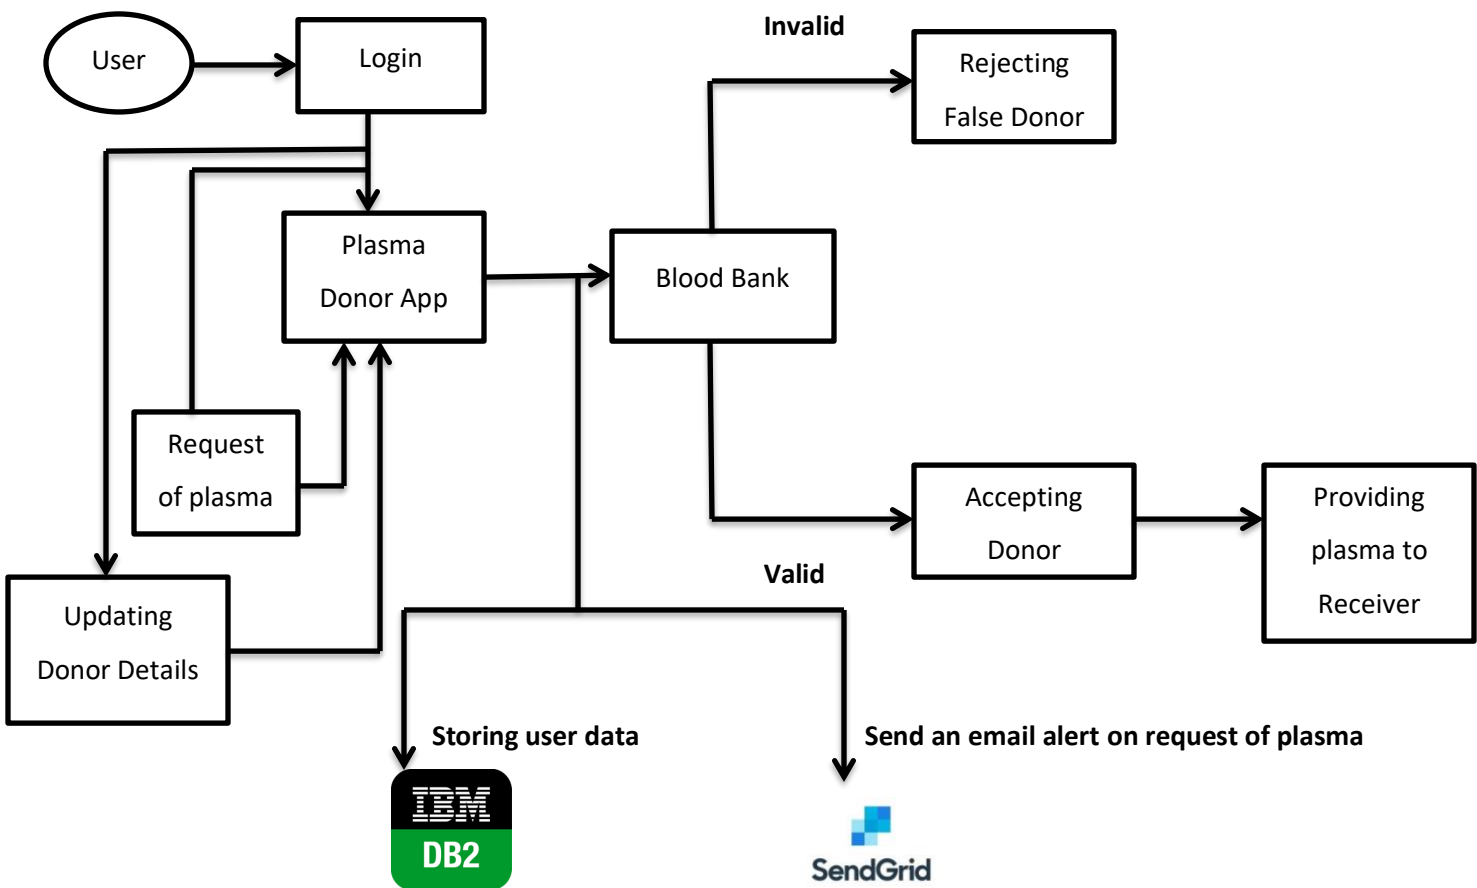 Invalid
User
Login
Rejecting
False Donor
Plasma
Donor App
Blood Bank
Request
of plasma
Accepting
Donor
Providing
plasma to
Receiver
Valid
Updating
Donor Details
Storing user data
Send an email alert on request of plasma
IBM
DB2
SendGrid